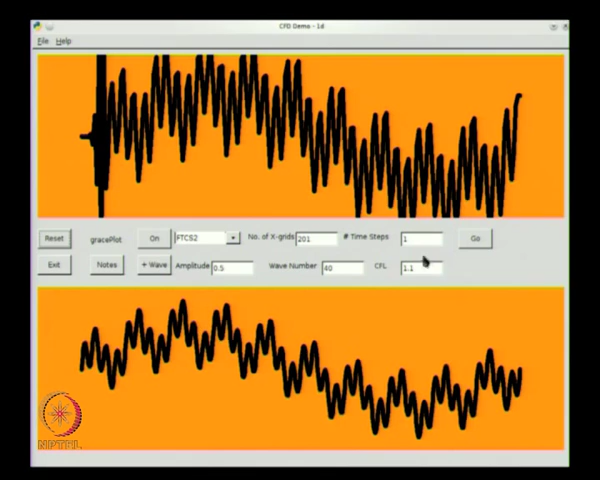 CFD Demo - 1d
File Help
Reset gracePlot On FTCS2 No. of X-grids 201 # Time Steps 1 Go
Exit Notes + Wave Amplitude 0.5 Wave Number 40 CFL 1.1
NPTEL